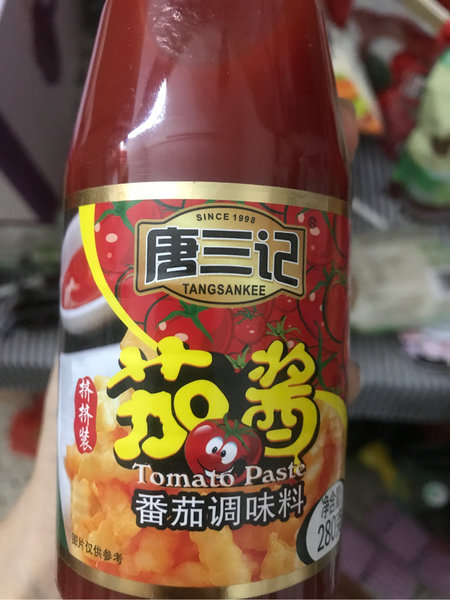 SINCE 1998
®
唐三记
TANGSANKEE
茄酱
挤挤装
Tomato Paste
番茄调味料
净含量
280
图片仅供参考